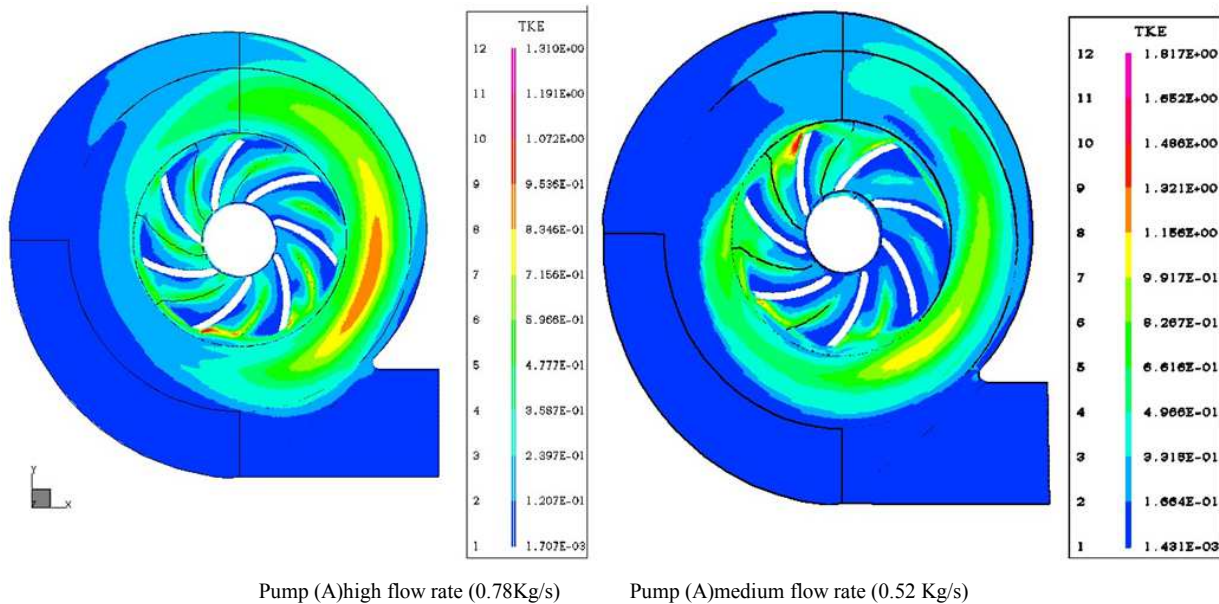 TKE
12 1.310E+00
11 1.191E+00
10 1.072E+00
9 9.536E-01
8 8.346E-01
7 7.156E-01
6 5.966E-01
5 4.777E-01
4 3.587E-01
3 2.397E-01
2 1.207E-01
1 1.707E-03
Y
X
TKE
12 1.817E+00
11 1.652E+00
10 1.486E+00
9 1.321E+00
8 1.156E+00
7 9.917E-01
6 8.267E-01
5 6.616E-01
4 4.966E-01
3 3.315E-01
2 1.664E-01
1 1.431E-03
Pump (A)high flow rate (0.78Kg/s) Pump (A)medium flow rate (0.52 Kg/s)